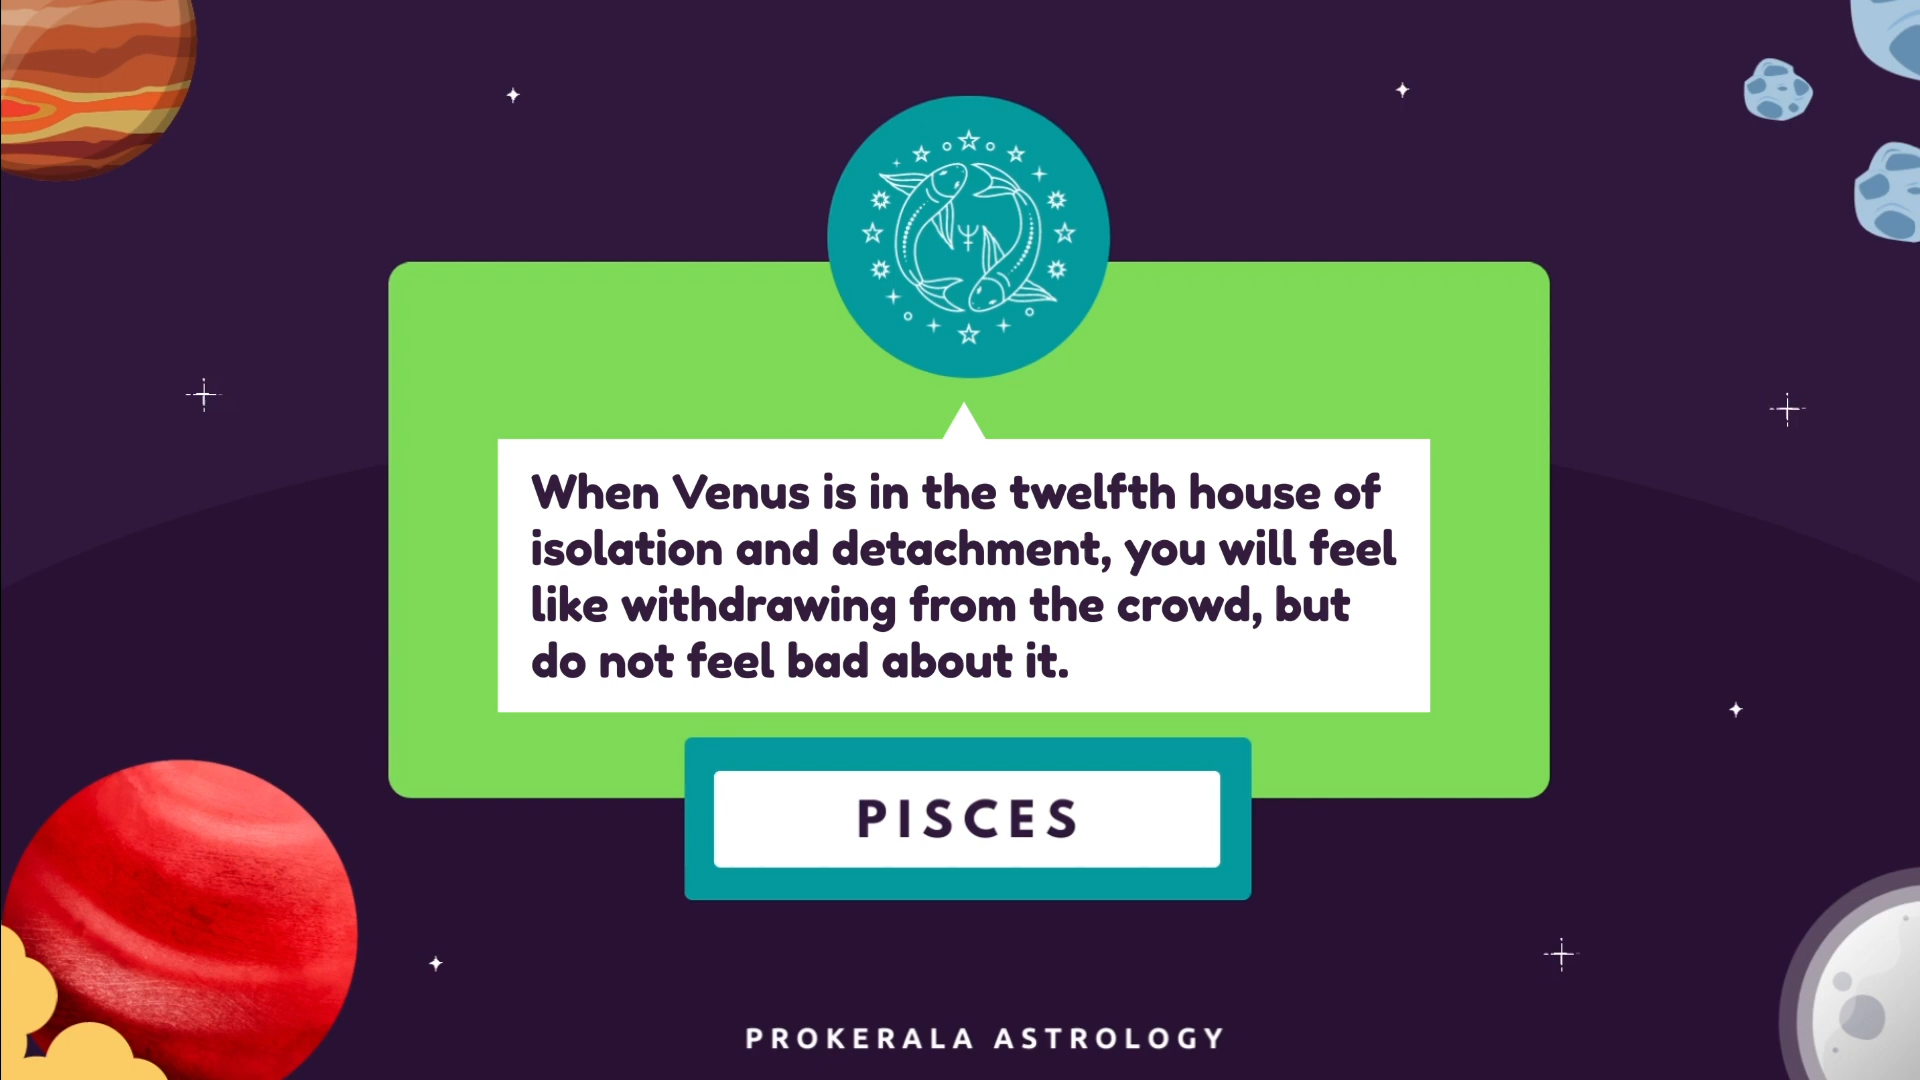 When Venus is in the twelfth house of
isolation and detachment, you will feel
like withdrawing from the crowd, but
do not feel bad about it.
PISCES
PROKERALA ASTROLOGY